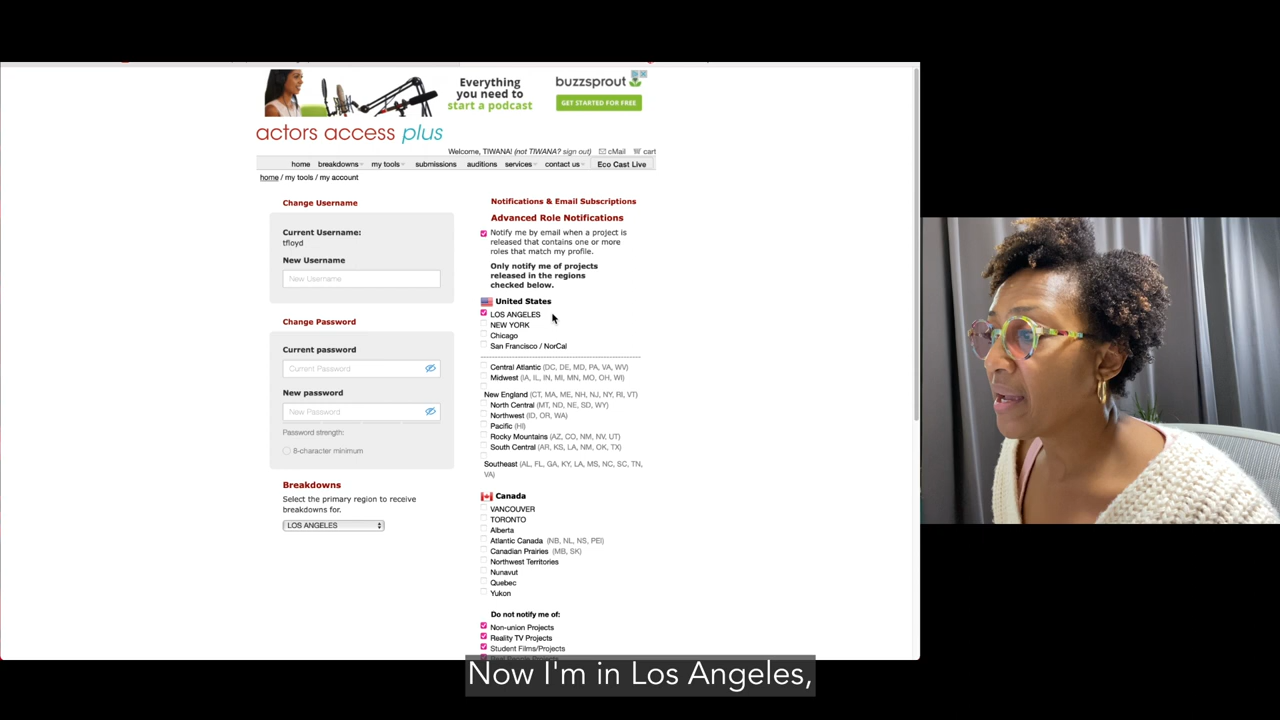 Everything
you need to
start a podcast
buzzsprout
GET STARTED FOR FREE
actors access plus
Welcome, TIWANA! (not TIWANA? sign out) cMail cart
home breakdowns my tools submissions auditions services contact us Eco Cast Live
home / my tools / my account
Change Username
Current Username:
tfloyd
New Username
New Username
Change Password
Current password
Current Password
New password
New Password
Password strength:
8-character minimum
Breakdowns
Select the primary region to receive
breakdowns for.
LOS ANGELES
Notifications & Email Subscriptions
Advanced Role Notifications
Notify me by email when a project is
released that contains one or more
roles that match my profile.
Only notify me of projects
released in the regions
checked below.
United States
LOS ANGELES
NEW YORK
Chicago
San Francisco / NorCal
Central Atlantic (DC, DE, MD, PA, VA, WV)
Midwest (IA, IL, IN, MI, MN, MO, OH, WI)
New England (CT, MA, ME, NH, NJ, NY, RI, VT)
North Central (MT, ND, NE, SD, WY)
Northwest (ID, OR, WA)
Pacific (HI)
Rocky Mountains (AZ, CO, NM, NV, UT)
South Central (AR, KS, LA, NM, OK, TX)
Southeast (AL, FL, GA, KY, LA, MS, NC, SC, TN,
VA)
Canada
VANCOUVER
TORONTO
Alberta
Atlantic Canada (NB, NL, NS, PEI)
Canadian Prairies (MB, SK)
Northwest Territories
Nunavut
Quebec
Yukon
Do not notify me of:
Non-union Projects
Reality TV Projects
Student Films/Projects
Now I'm in Los Angeles,